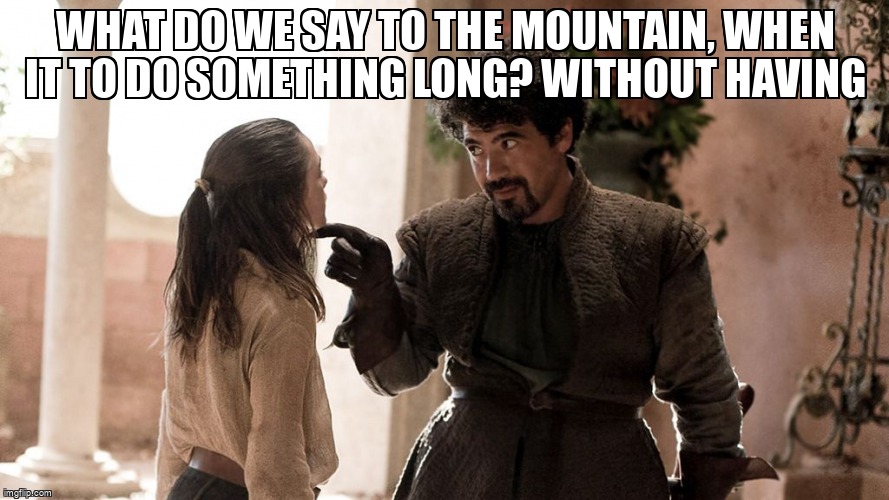 WHAT DO WE SAY TO THE MOUNTAIN, WHEN
IT TO DO SOMETHING LONG? WITHOUT HAVING
imgflip.com